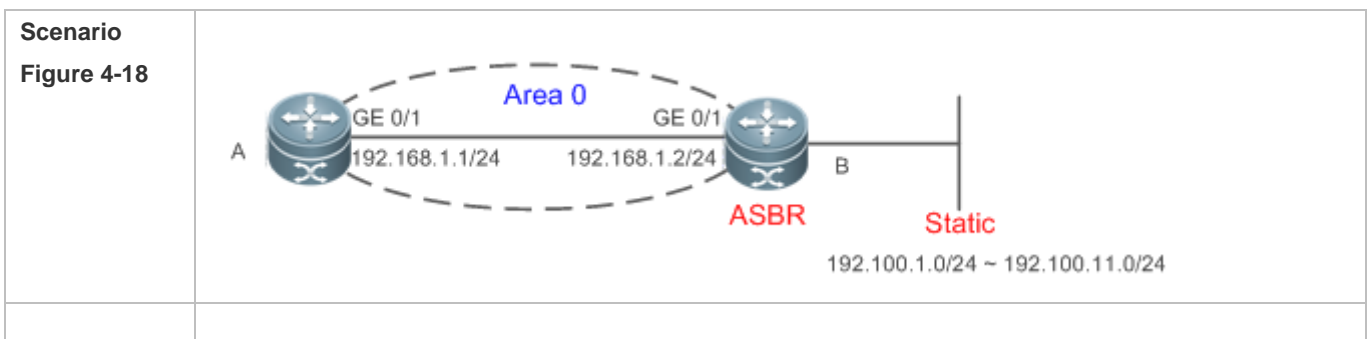 Scenario
Figure 4-18
Area 0
GE 0/1 GE 0/1
A 192.168.1.1/24 192.168.1.2/24 B
ASBR
Static
192.100.1.0/24 ~ 192.100.11.0/24